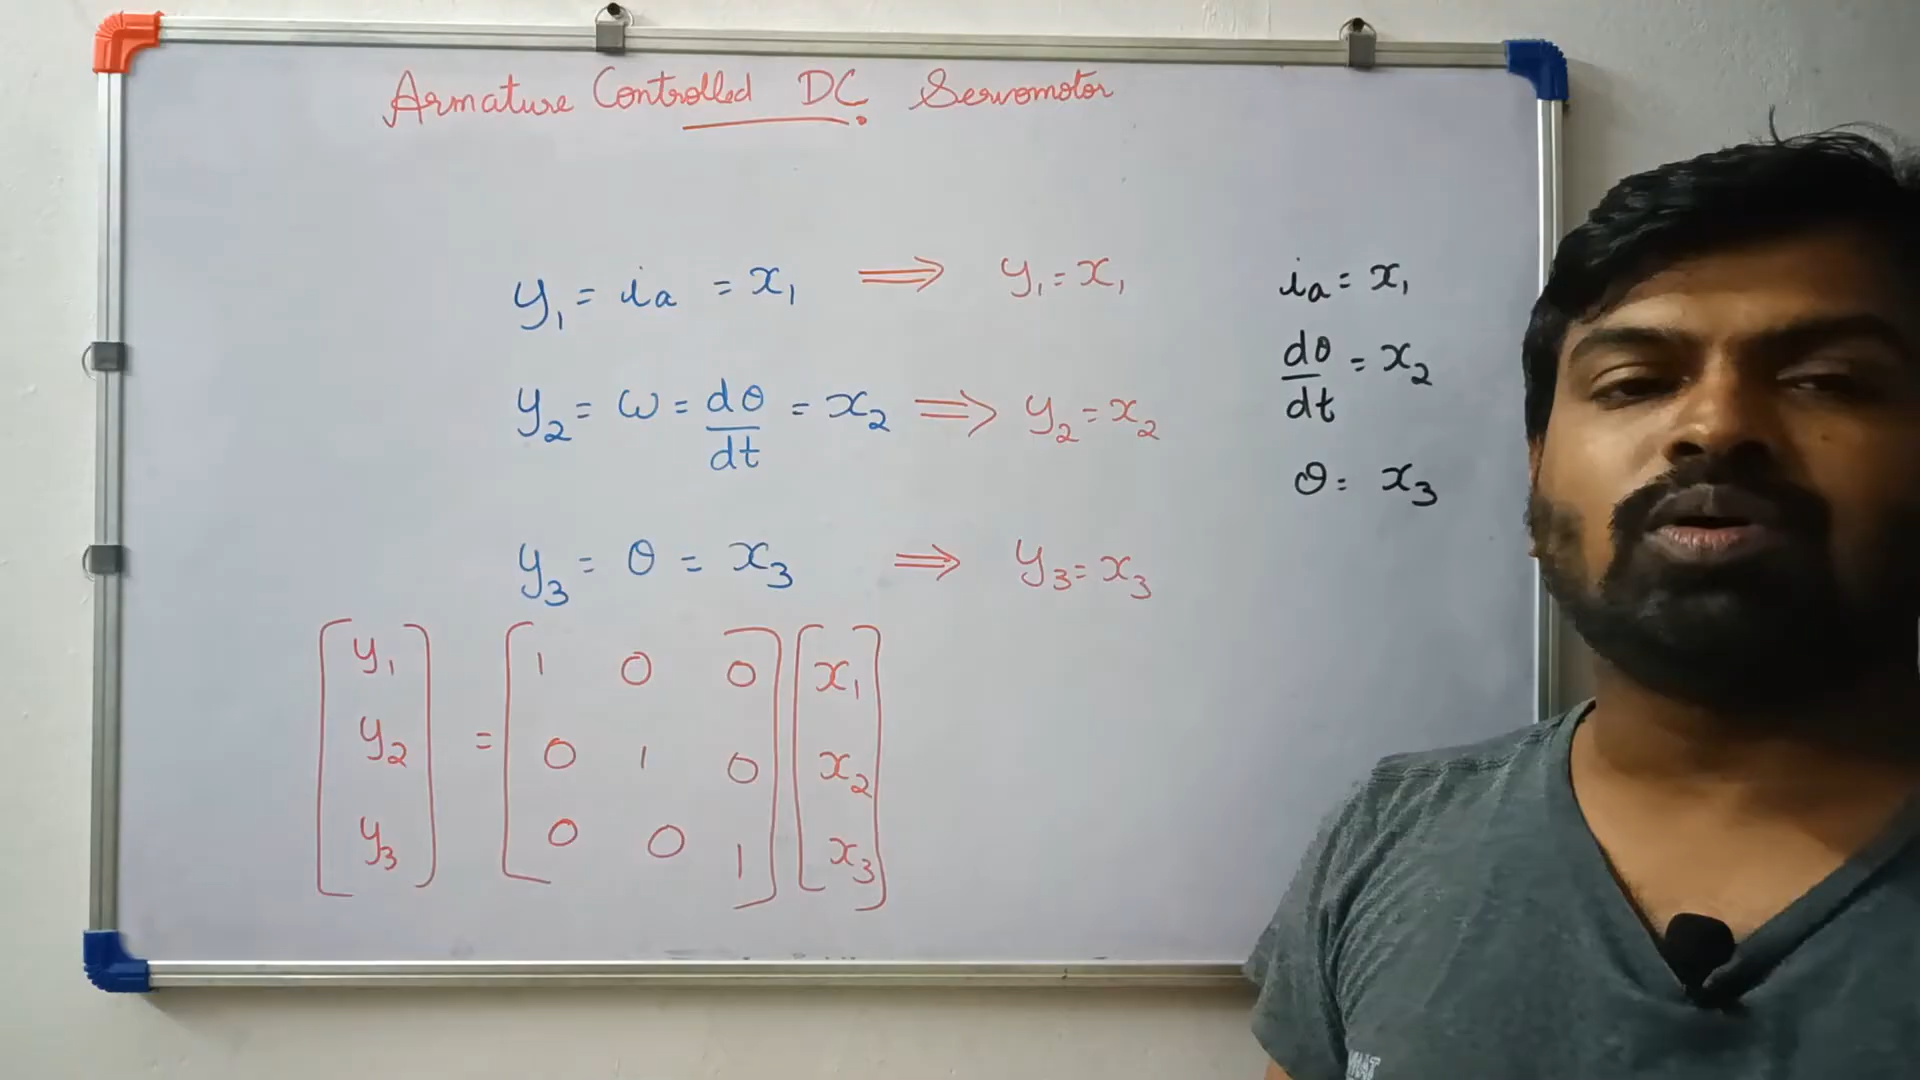 Armature Controlled DC Servomotor
y₁ = iₐ = x₁ ⟹ y₁ = x₁
y₂ = ω = dθ/dt = x₂ ⟹ y₂ = x₂
y₃ = θ = x₃ ⟹ y₃ = x₃
iₐ = x₁
dθ/dt = x₂
θ = x₃
[y₁] = [1 0 0] [x₁]
[y₂] [0 1 0] [x₂]
[y₃] [0 0 1] [x₃]